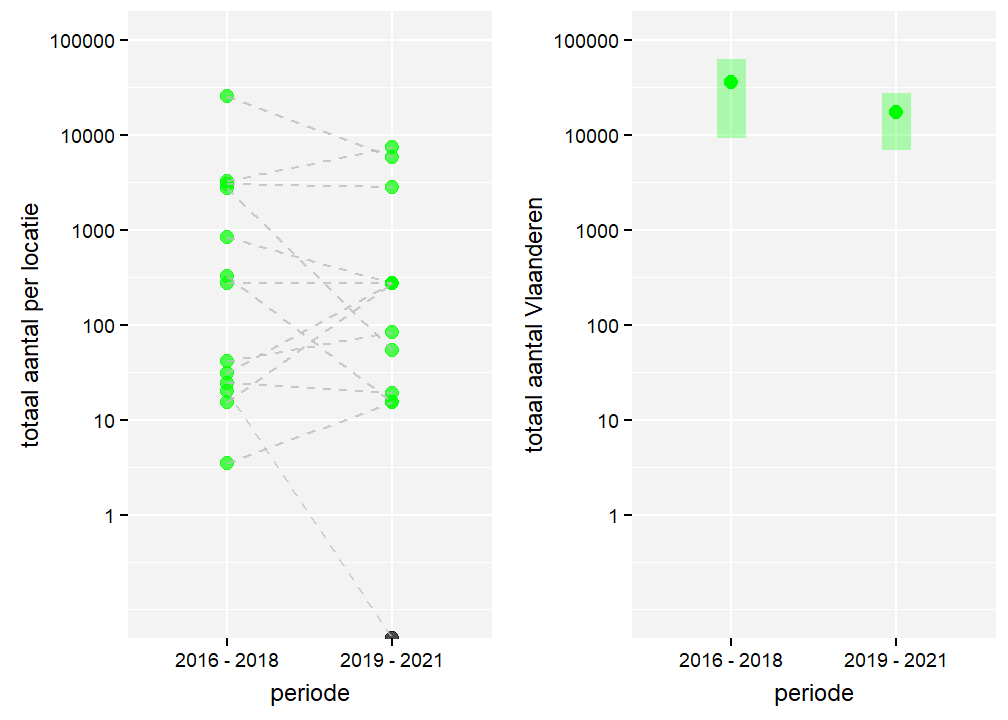 totaal aantal per locatie
100000
10000
1000
100
10
1
2016 - 2018
2019 - 2021
periode
totaal aantal Vlaanderen
100000
10000
1000
100
10
1
2016 - 2018
2019 - 2021
periode